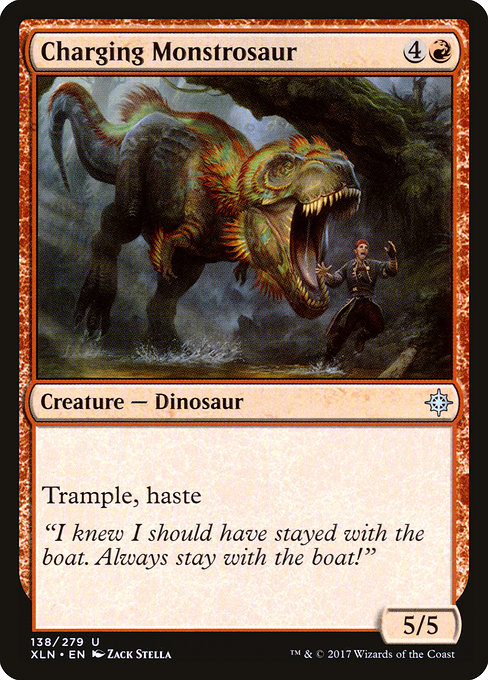 Charging Monstrosaur 4
Creature — Dinosaur
Trample, haste
“I knew I should have stayed with the
boat. Always stay with the boat!”
5/5
138/279 U
XLN • EN Zack Stella
™ & © 2017 Wizards of the Coast